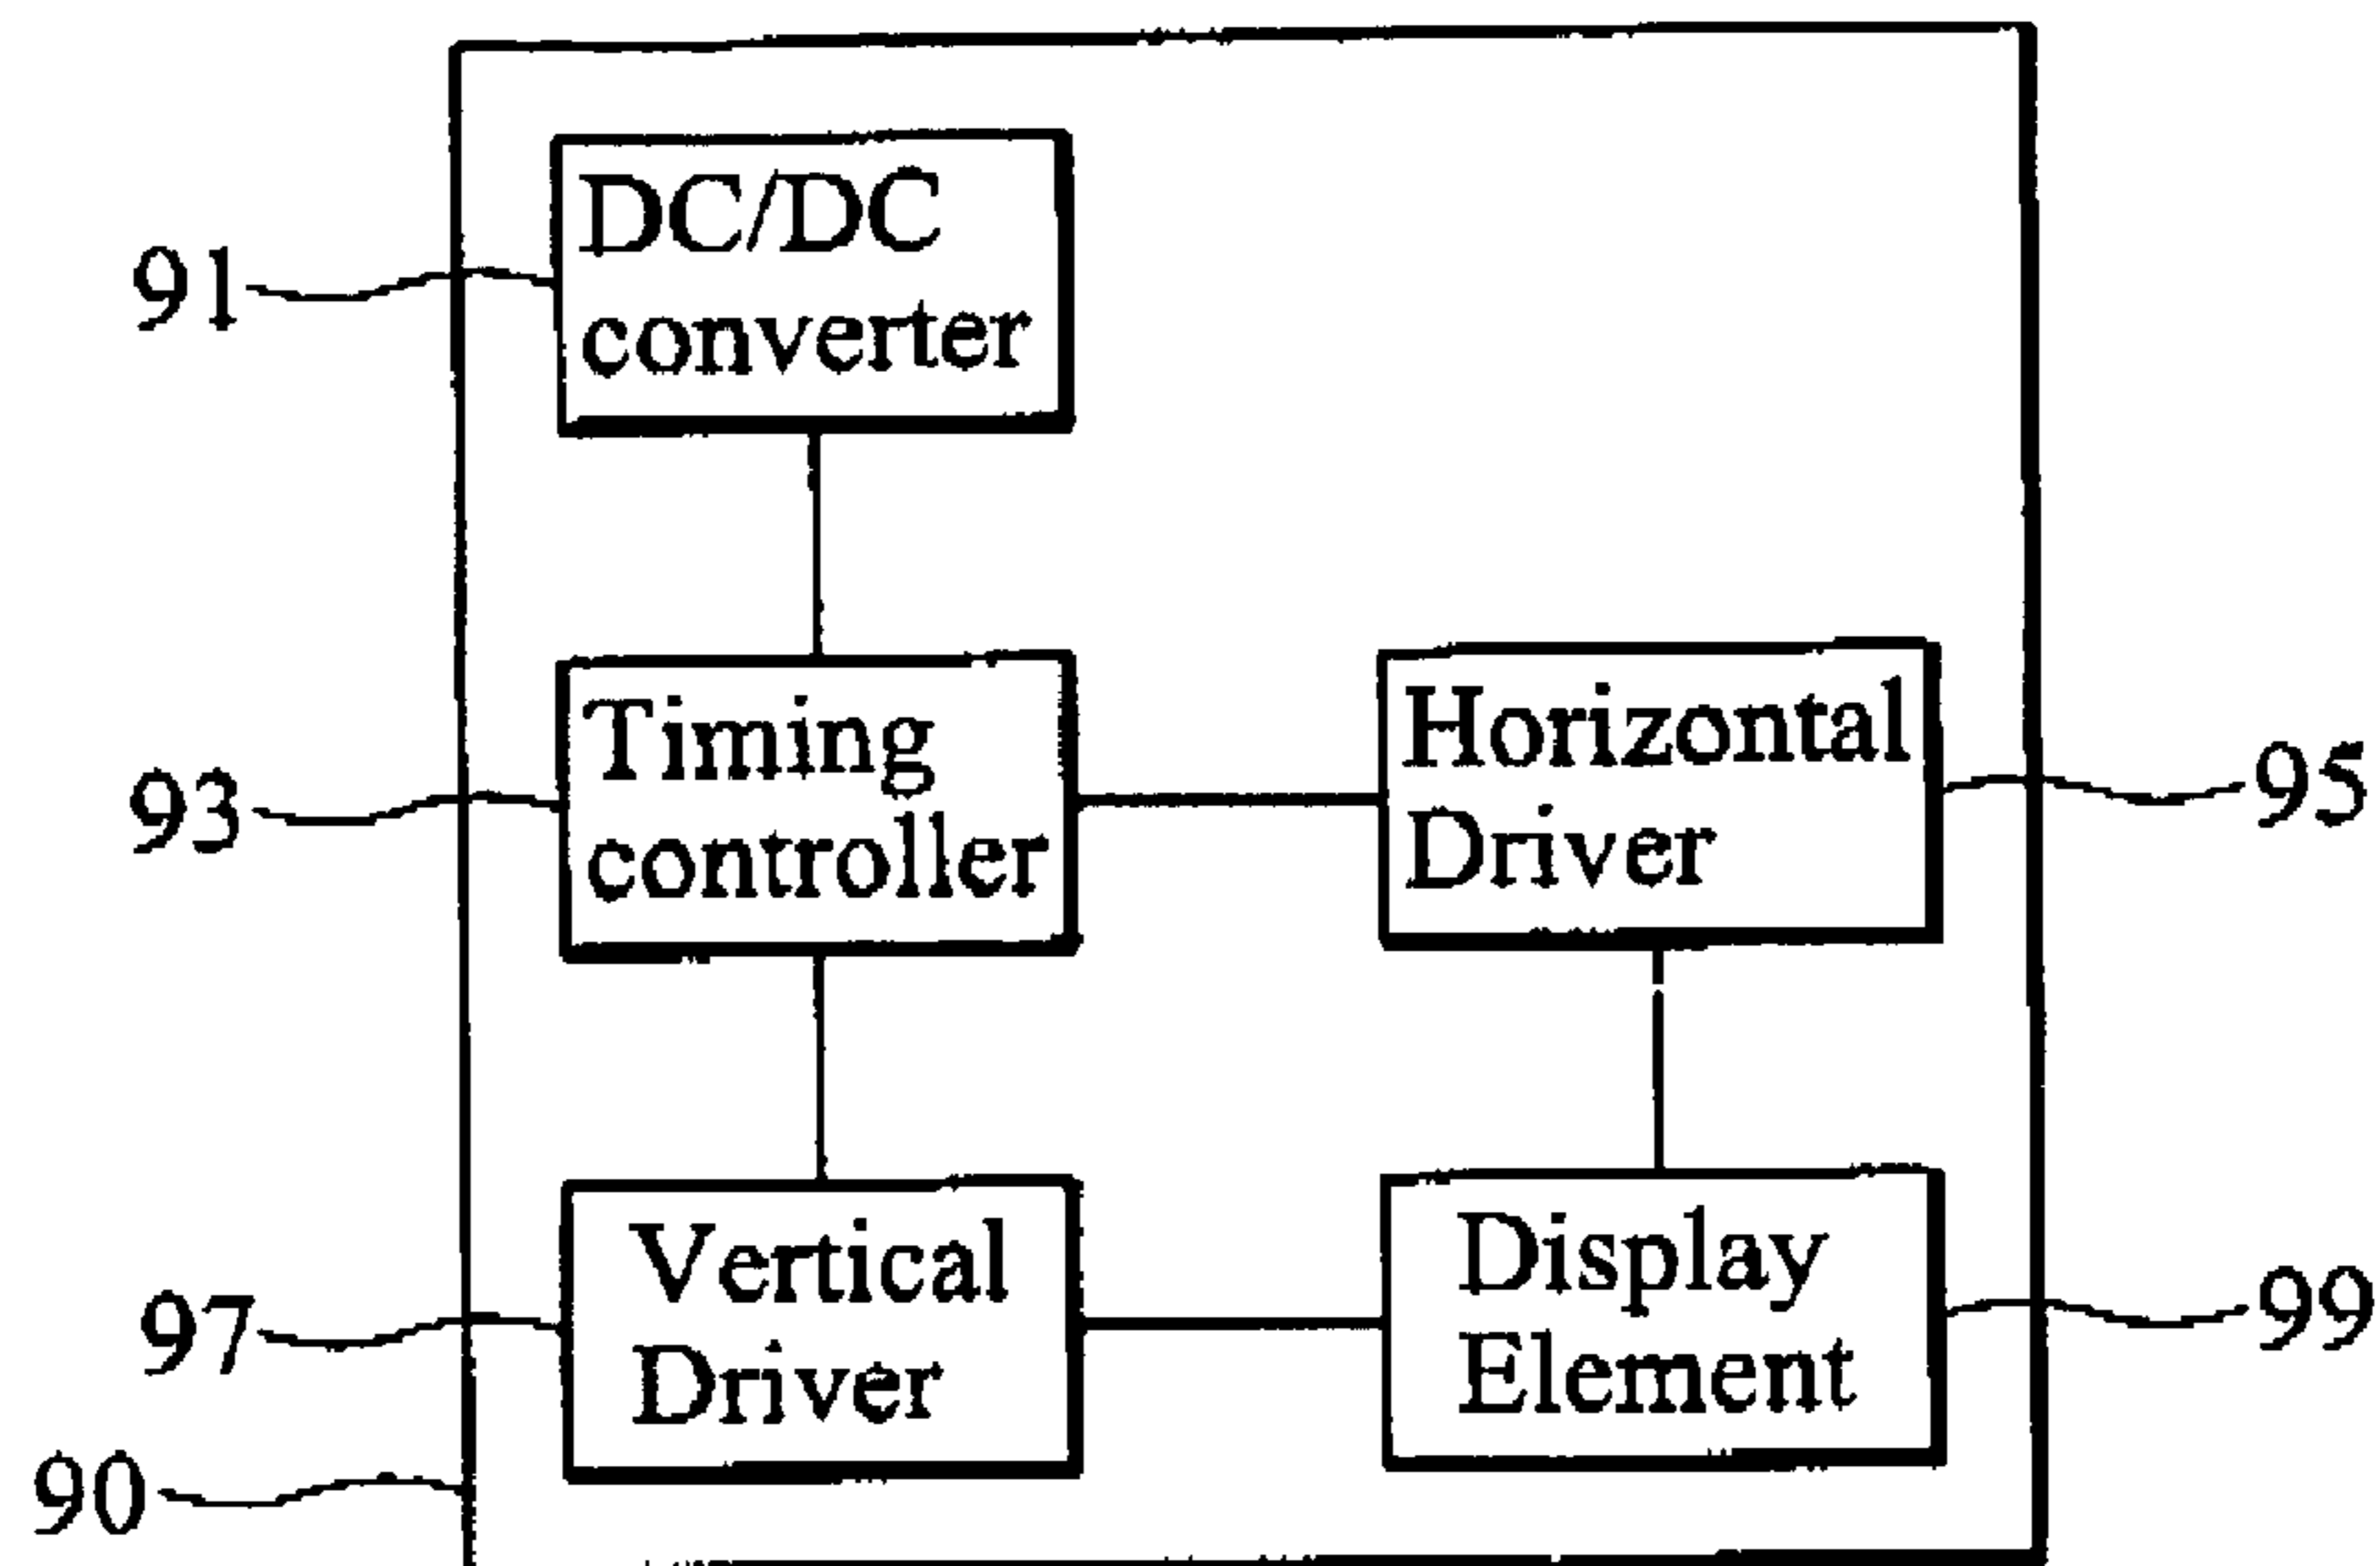 91
DC/DC
converter
93
Timing
controller
Horizontal
Driver
95
97
Vertical
Driver
Display
Element
99
90